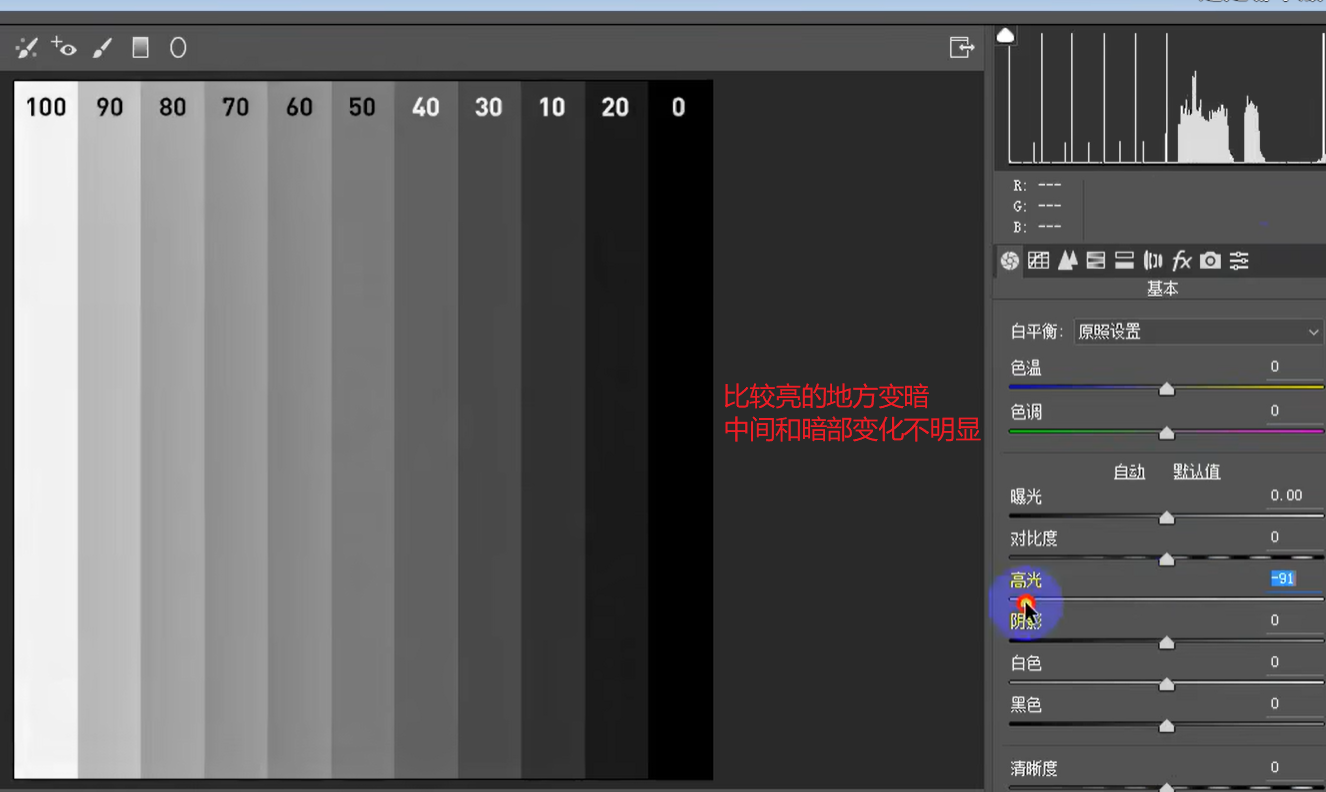 100 90 80 70 60 50 40 30 10 20 0
R: ---
G: ---
B: ---
fx
基本
白平衡: 原照设置
色温 0
色调 0
比较亮的地方变暗
中间和暗部变化不明显
自动 默认值
曝光 0.00
对比度 0
高光 -91
阴影 0
白色 0
黑色 0
清晰度 0